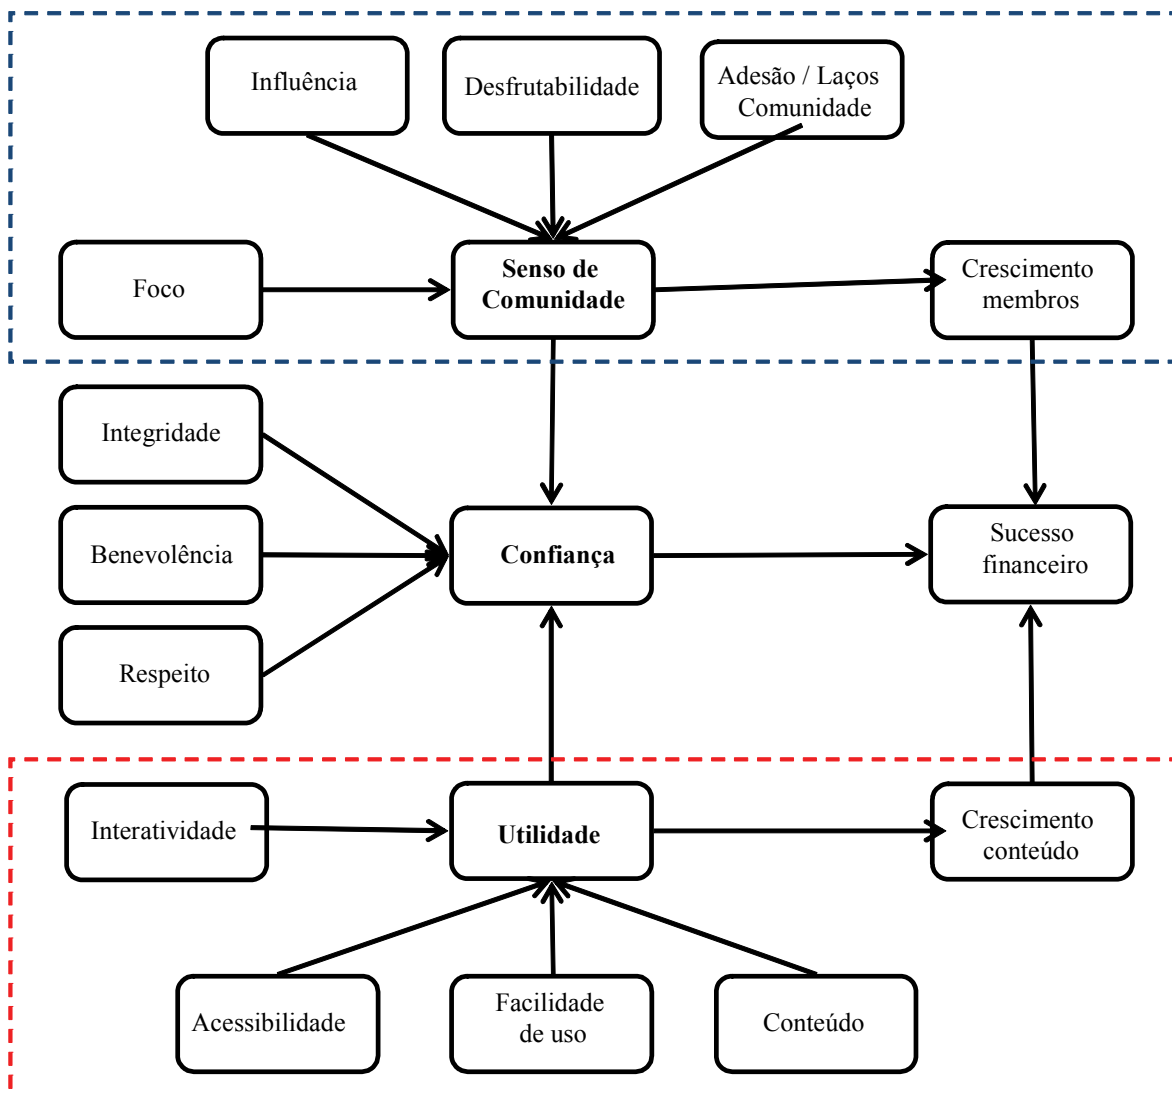 Influência
Desfrutabilidade
Adesão / Laços
Comunidade
Foco
Senso de
Comunidade
Crescimento
membros
Integridade
Benevolência
Confiança
Sucesso
financeiro
Respeito
Interatividade
Utilidade
Crescimento
conteúdo
Acessibilidade
Facilidade
de uso
Conteúdo